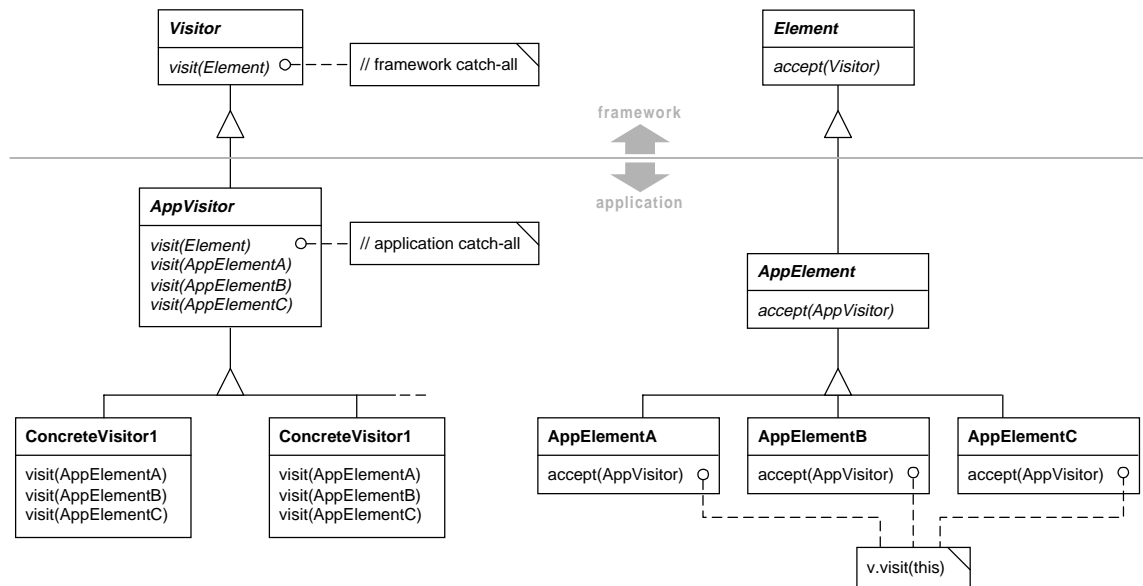 Visitor
visit(Element)
// framework catch-all
Element
accept(Visitor)
framework
application
AppVisitor
visit(Element)
visit(AppElementA)
visit(AppElementB)
visit(AppElementC)
// application catch-all
AppElement
accept(AppVisitor)
ConcreteVisitor1
visit(AppElementA)
visit(AppElementB)
visit(AppElementC)
ConcreteVisitor1
visit(AppElementA)
visit(AppElementB)
visit(AppElementC)
AppElementA
accept(AppVisitor)
AppElementB
accept(AppVisitor)
AppElementC
accept(AppVisitor)
v.visit(this)